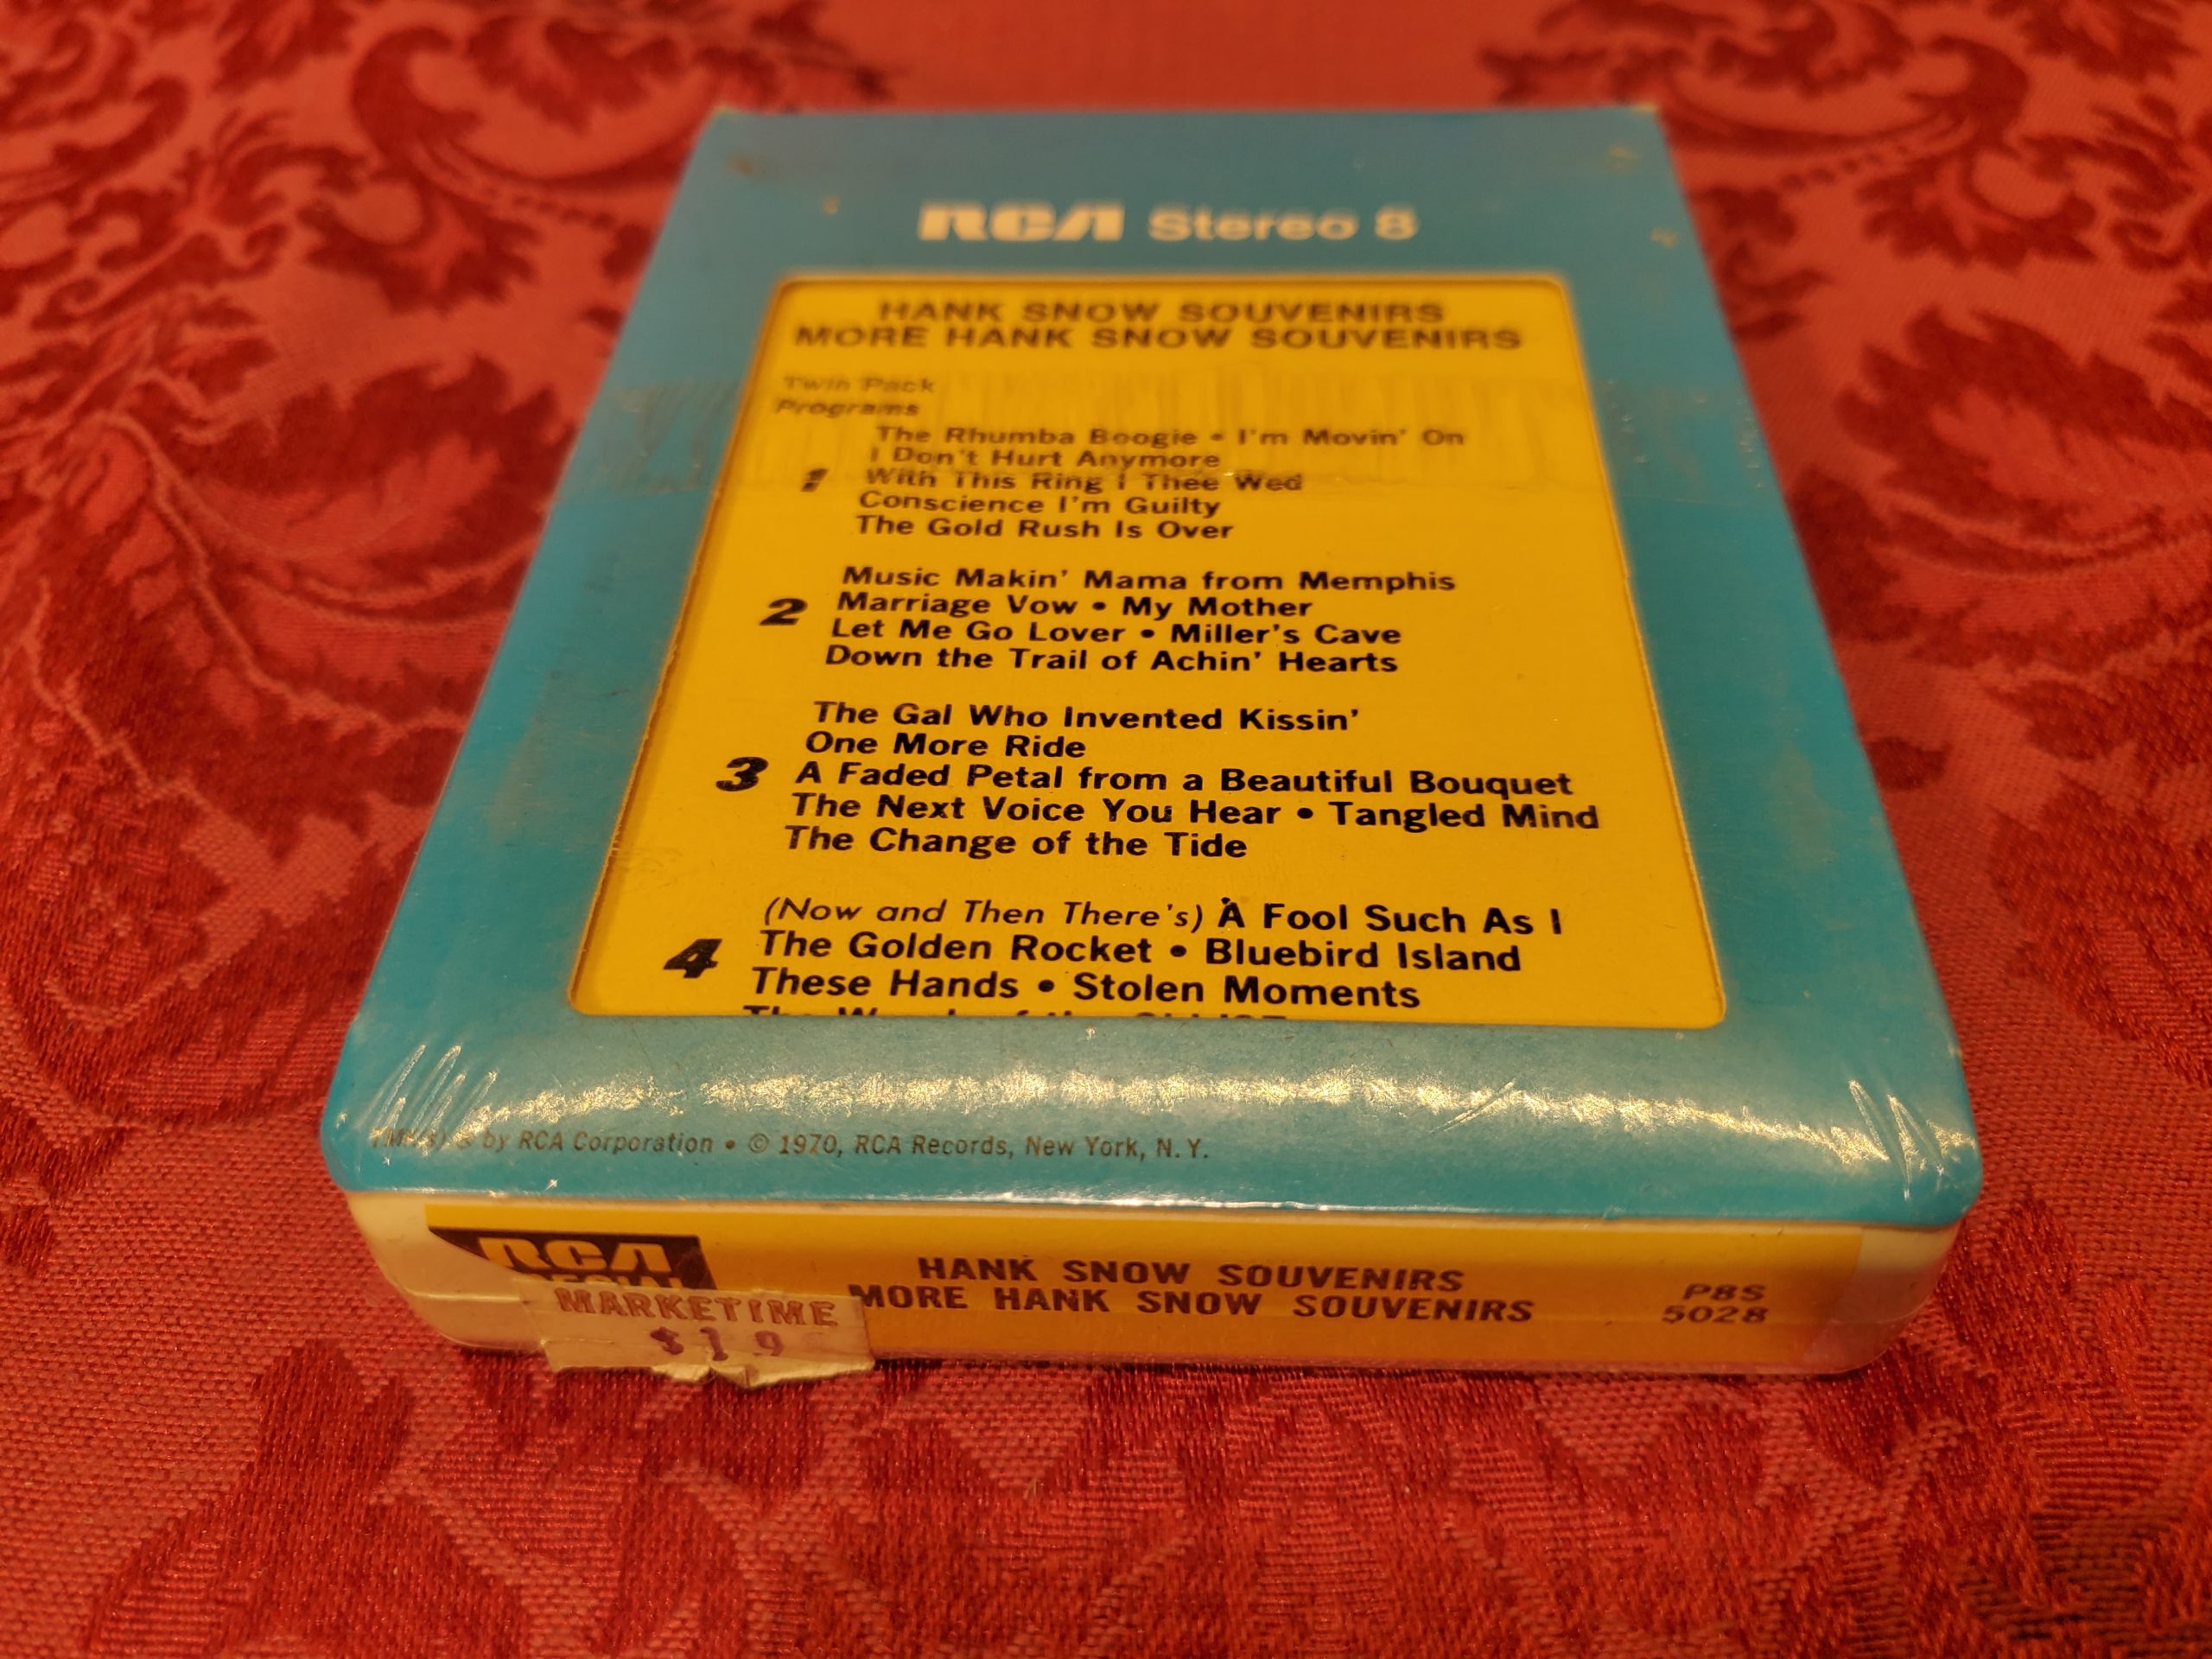 RCA Stereo 8
HANK SNOW SOUVENIRS
MORE HANK SNOW SOUVENIRS
Twin Pack
Programs
1
The Rhumba Boogie • I'm Movin' On
I Don't Hurt Anymore
With This Ring I Thee Wed
Conscience I'm Guilty
The Gold Rush Is Over
2
Music Makin' Mama from Memphis
Marriage Vow • My Mother
Let Me Go Lover • Miller's Cave
Down the Trail of Achin' Hearts
3
The Gal Who Invented Kissin'
One More Ride
A Faded Petal from a Beautiful Bouquet
The Next Voice You Hear • Tangled Mind
The Change of the Tide
4
(Now and Then There's) A Fool Such As I
The Golden Rocket • Bluebird Island
These Hands • Stolen Moments
by RCA Corporation • © 1970, RCA Records, New York, N.Y.
RCA
HANK SNOW SOUVENIRS
MORE HANK SNOW SOUVENIRS
P8S
5028
MARKETIME
$1 9